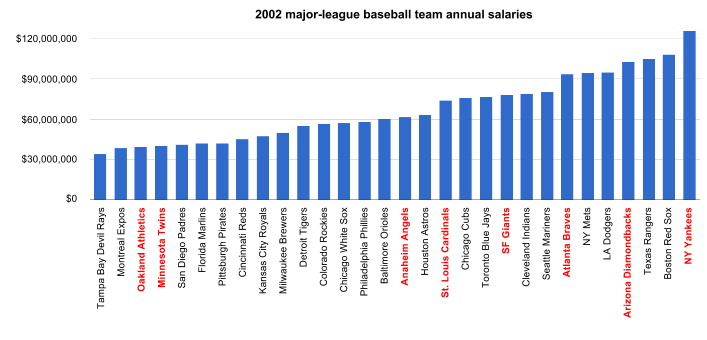 2002 major-league baseball team annual salaries
$120,000,000
$90,000,000
$60,000,000
$30,000,000
$0
Tampa Bay Devil Rays
Montreal Expos
Oakland Athletics
Minnesota Twins
San Diego Padres
Florida Marlins
Pittsburgh Pirates
Cincinnati Reds
Kansas City Royals
Milwaukee Brewers
Detroit Tigers
Colorado Rockies
Chicago White Sox
Philadelphia Phillies
Baltimore Orioles
Anaheim Angels
Houston Astros
St. Louis Cardinals
Chicago Cubs
Toronto Blue Jays
SF Giants
Cleveland Indians
Seattle Mariners
Atlanta Braves
NY Mets
LA Dodgers
Arizona Diamondbacks
Texas Rangers
Boston Red Sox
NY Yankees